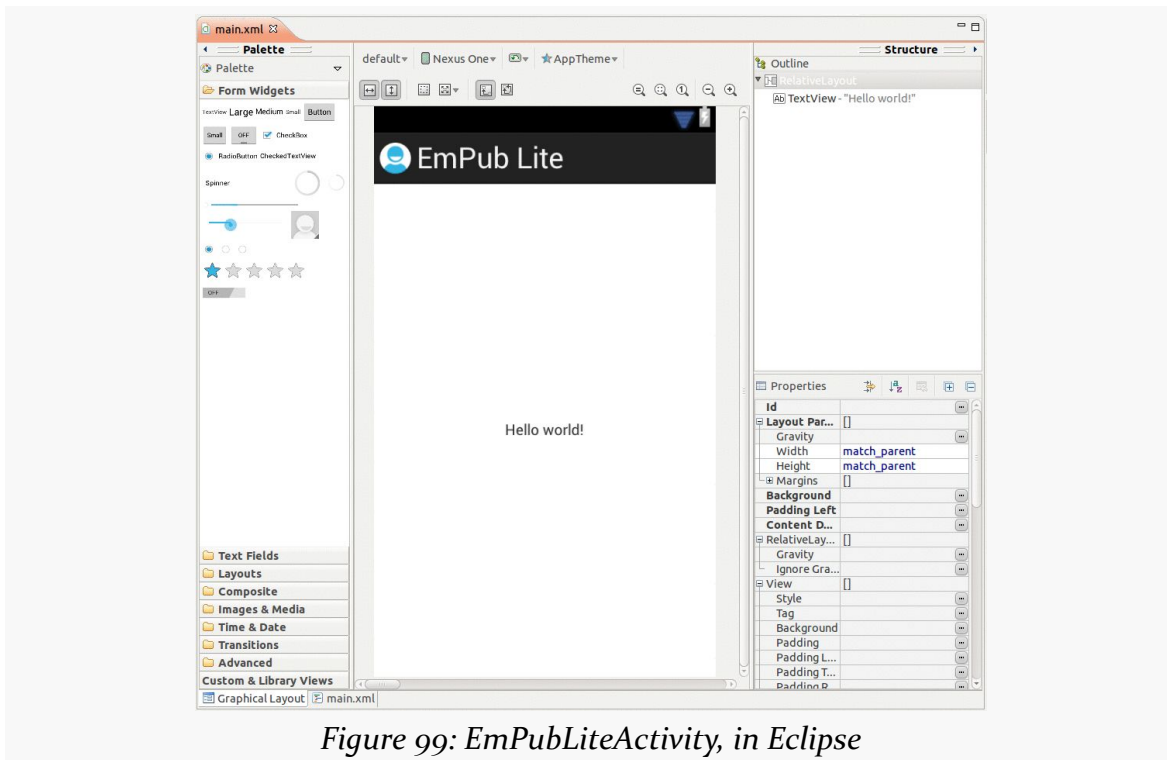 main.xml
Palette
Palette
Form Widgets
TextView Large Medium Small Button
Small OFF CheckBox
RadioButton CheckedTextView
Spinner
OFF
Text Fields
Layouts
Composite
Images & Media
Time & Date
Transitions
Advanced
Custom & Library Views
Graphical Layout main.xml
default Nexus One AppTheme
EmPub Lite
Hello world!
Structure
Outline
RelativeLayout
Ab TextView - "Hello world!"
Properties
Id
Layout Par... []
Gravity
Width match_parent
Height match_parent
Margins []
Background
Padding Left
Content D...
RelativeLay... []
Gravity
Ignore Gra...
View []
Style
Tag
Background
Padding
Padding L...
Padding T...
Padding R
Figure 99: EmPubLiteActivity, in Eclipse